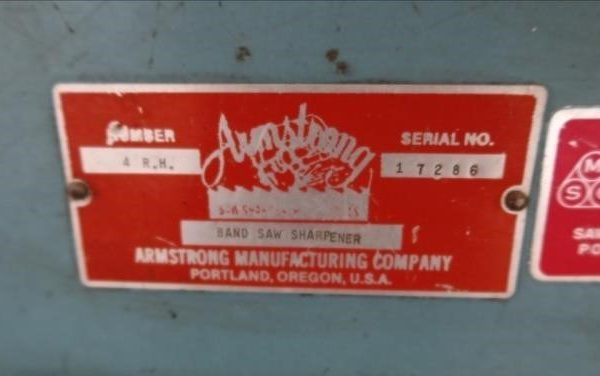 NUMBER
4 R.H.
Armstrong
SERIAL NO.
17286
BAND SAW SHARPENER
ARMSTRONG MANUFACTURING COMPANY
PORTLAND, OREGON, U.S.A.
M
S